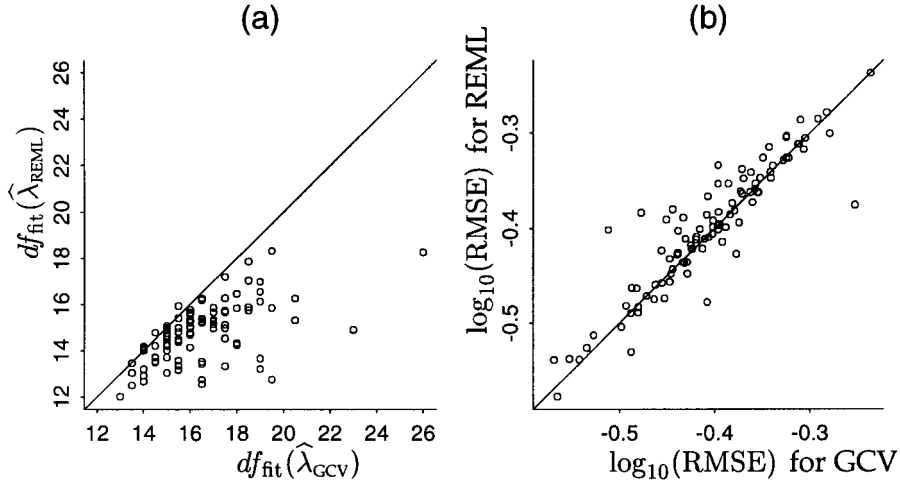 (a)
(b)
26
24
22
20
18
16
14
12
df_fit(λ̂_REML)
12 14 16 18 20 22 24 26
df_fit(λ̂_GCV)
log₁₀(RMSE) for REML
-0.3
-0.4
-0.5
-0.5 -0.4 -0.3
log₁₀(RMSE) for GCV